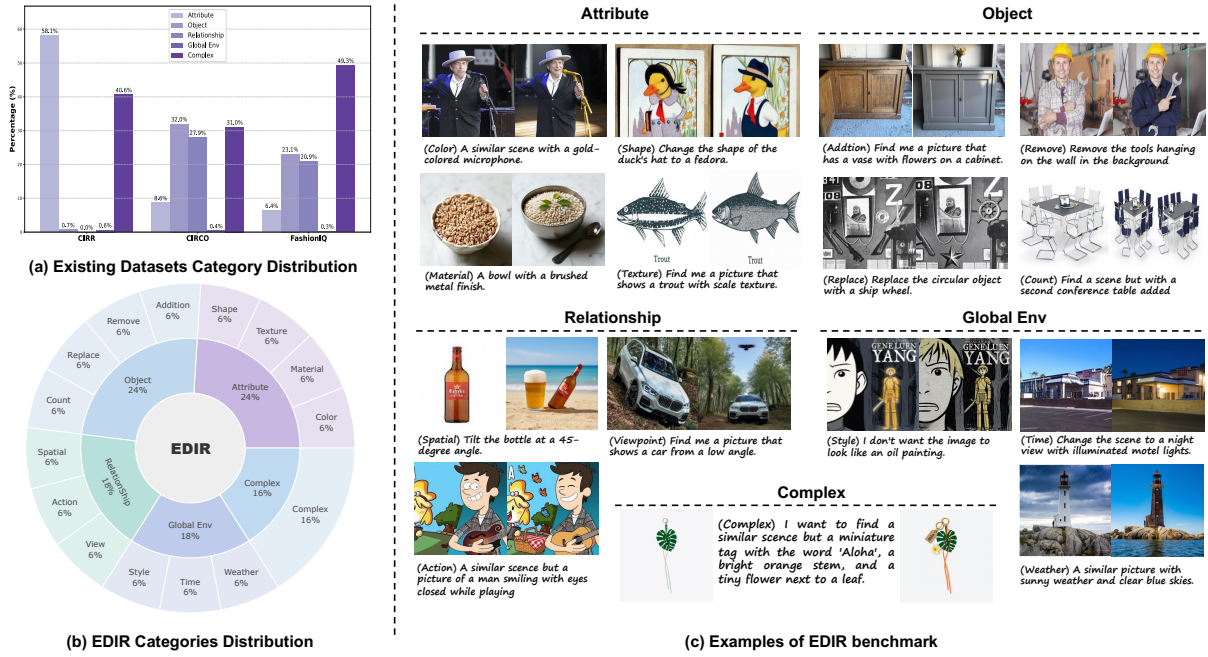 Attribute
Object
Relationship
Global Env
Complex
Percentage (%)
60
50
40
30
20
10
0
58.1%
0.7%
0.0%
0.6%
40.6%
8.6%
32.0%
27.9%
0.4%
31.0%
6.4%
23.1%
20.9%
0.3%
49.3%
CIRR
CIRCO
FashionIQ
(a) Existing Datasets Category Distribution
EDIR
Object
24%
Attribute
24%
Relationship
18%
Global Env
18%
Complex
16%
Addition
6%
Remove
6%
Replace
6%
Count
6%
Spatial
6%
Action
6%
View
6%
Style
6%
Time
6%
Weather
6%
Complex
16%
Color
6%
Material
6%
Texture
6%
Shape
6%
(b) EDIR Categories Distribution
Attribute
(Color) A similar scene with a gold-
colored microphone.
(Shape) Change the shape of the
duck's hat to a fedora.
(Material) A bowl with a brushed
metal finish.
Trout
Trout
(Texture) Find me a picture that
shows a trout with scale texture.
Object
(Addtion) Find me a picture that
has a vase with flowers on a cabinet.
(Remove) Remove the tools hanging
on the wall in the background
08
Z
08
Z
(Replace) Replace the circular object
with a ship wheel.
(Count) Find a scene but with a
second conference table added
Relationship
(Spatial) Tilt the bottle at a 45-
degree angle.
(Viewpoint) Find me a picture that
shows a car from a low angle.
A
(Action) A similar scence but a
picture of a man smiling with eyes
closed while playing
Global Env
GENE LUEN
YANG
GENE LUEN
YANG
(Style) I don't want the image to
look like an oil painting.
(Time) Change the scene to a night
view with illuminated motel lights.
(Weather) A similar picture with
sunny weather and clear blue skies.
Complex
(Complex) I want to find a
similar scence but a miniature
tag with the word 'Aloha', a
bright orange stem, and a
tiny flower next to a leaf.
(c) Examples of EDIR benchmark